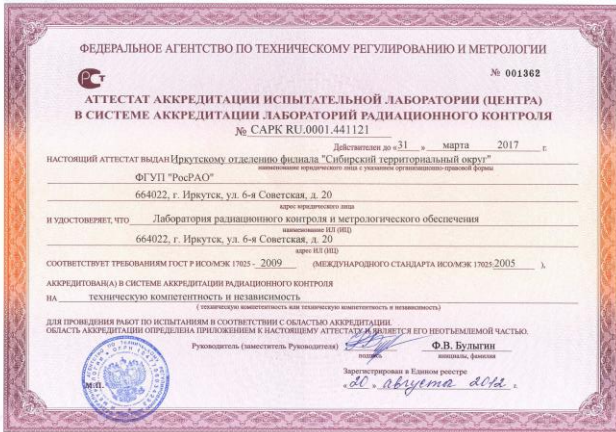 ФЕДЕРАЛЬНОЕ АГЕНТСТВО ПО ТЕХНИЧЕСКОМУ РЕГУЛИРОВАНИЮ И МЕТРОЛОГИИ
№ 001362
АТТЕСТАТ АККРЕДИТАЦИИ ИСПЫТАТЕЛЬНОЙ ЛАБОРАТОРИИ (ЦЕНТРА)
В СИСТЕМЕ АККРЕДИТАЦИИ ЛАБОРАТОРИЙ РАДИАЦИОННОГО КОНТРОЛЯ
№ САРК RU.0001.441121
Действителен до «31 » марта 2017 г.
НАСТОЯЩИЙ АТТЕСТАТ ВЫДАН Иркутскому отделению филиала "Сибирский территориальный округ"
наименование юридического лица с указанием организационно-правовой формы
ФГУП "РосРАО"
664022, г. Иркутск, ул. 6-я Советская, д. 20
адрес юридического лица
И УДОСТОВЕРЯЕТ, ЧТО Лаборатория радиационного контроля и метрологического обеспечения
наименование ИЛ (ИЦ)
664022, г. Иркутск, ул. 6-я Советская, д. 20
адрес ИЛ (ИЦ)
СООТВЕТСТВУЕТ ТРЕБОВАНИЯМ ГОСТ Р ИСО/МЭК 17025 - 2009 (МЕЖДУНАРОДНОГО СТАНДАРТА ИСО/МЭК 17025:2005 ),
АККРЕДИТОВАН(А) В СИСТЕМЕ АККРЕДИТАЦИИ РАДИАЦИОННОГО КОНТРОЛЯ
НА техническую компетентность и независимость
( техническую компетентность или техническую компетентность и независимость)
ДЛЯ ПРОВЕДЕНИЯ РАБОТ ПО ИСПЫТАНИЯМ В СООТВЕТСТВИИ С ОБЛАСТЬЮ АККРЕДИТАЦИИ.
ОБЛАСТЬ АККРЕДИТАЦИИ ОПРЕДЕЛЕНА ПРИЛОЖЕНИЕМ К НАСТОЯЩЕМУ АТТЕСТАТУ И ЯВЛЯЕТСЯ ЕГО НЕОТЪЕМЛЕМОЙ ЧАСТЬЮ.
Руководитель (заместитель Руководителя) Ф.В. Булыгин
подпись инициалы, фамилия
М.П.
Зарегистрирован в Едином реестре
« 20 » августа 2012 г.